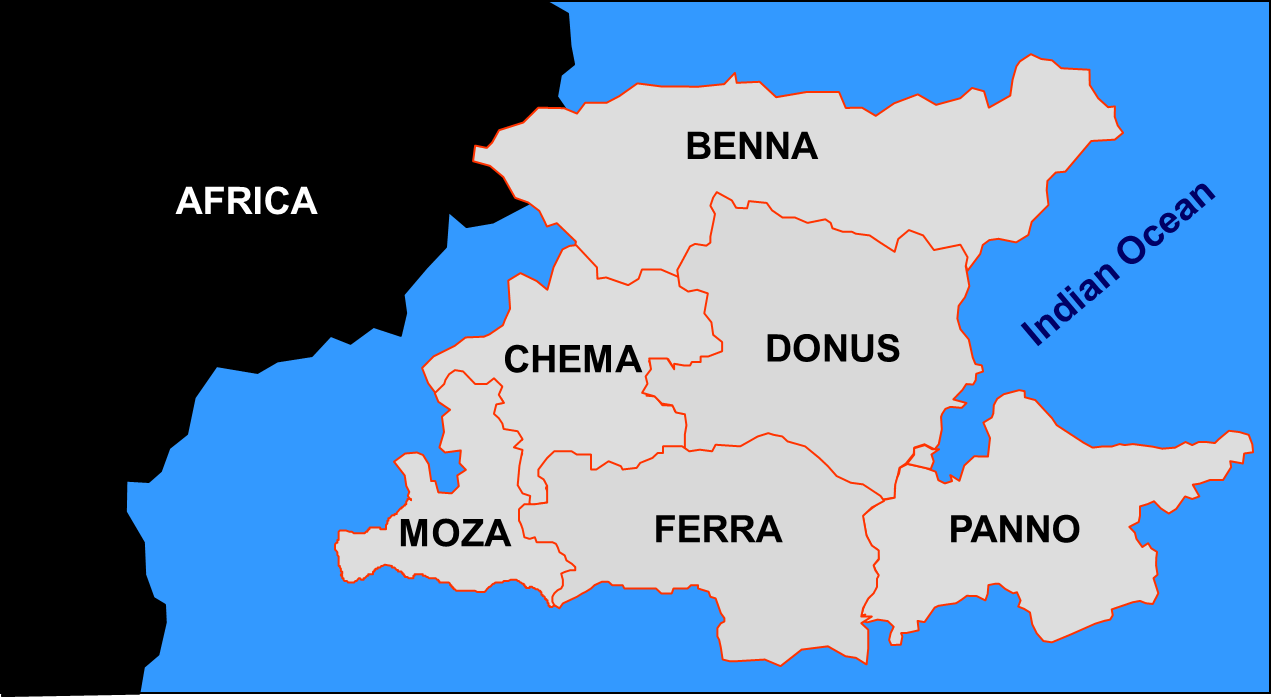 BENNA
AFRICA
Indian Ocean
CHEMA
DONUS
MOZA
FERRA
PANNO